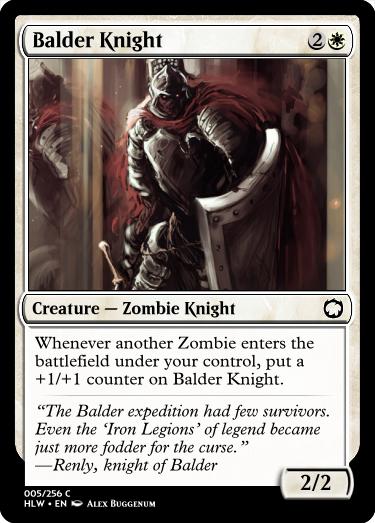 Balder Knight 2
Creature — Zombie Knight
Whenever another Zombie enters the
battlefield under your control, put a
+1/+1 counter on Balder Knight.
“The Balder expedition had few survivors.
Even the ‘Iron Legions’ of legend became
just more fodder for the curse.”
—Renly, knight of Balder
2/2
005/256 C
HLW • EN Alex Buggenum